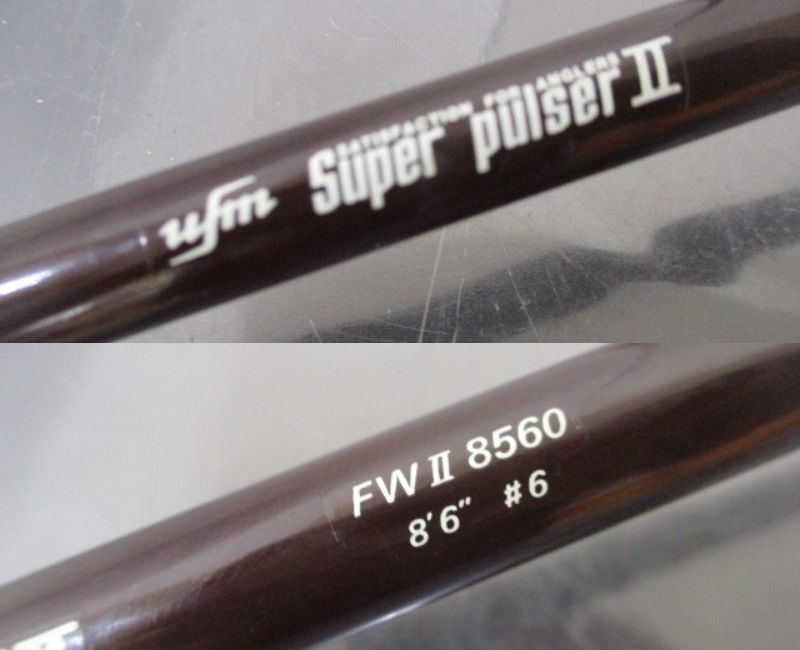 SATISFACTION FOR ANGLERS
ufm Super pulser II
FW II 8560
8'6" #6